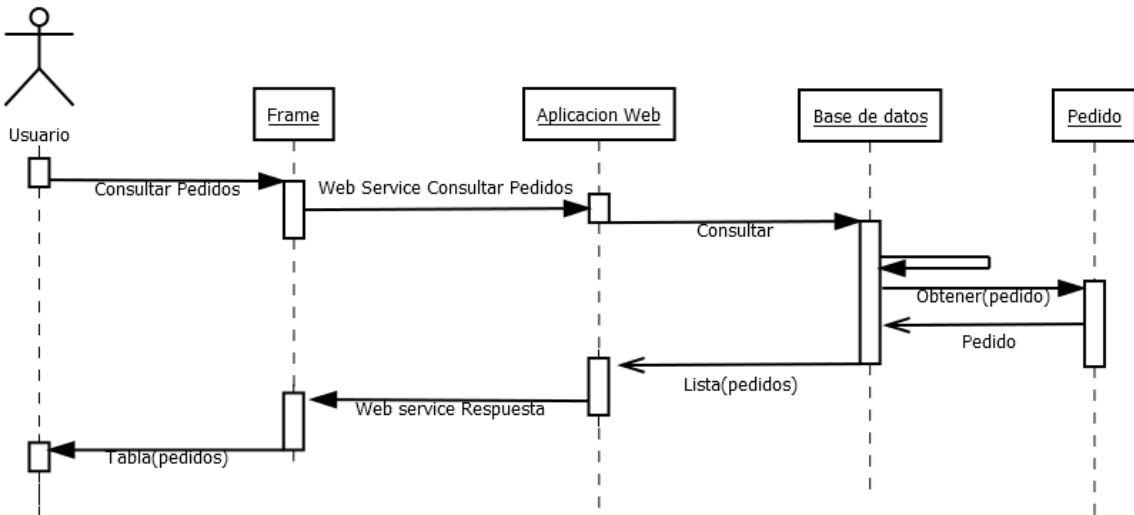 Usuario
Frame
Aplicacion Web
Base de datos
Pedido
Consultar Pedidos
Web Service Consultar Pedidos
Consultar
Obtener(pedido)
Pedido
Lista(pedidos)
Web service Respuesta
Tabla(pedidos)